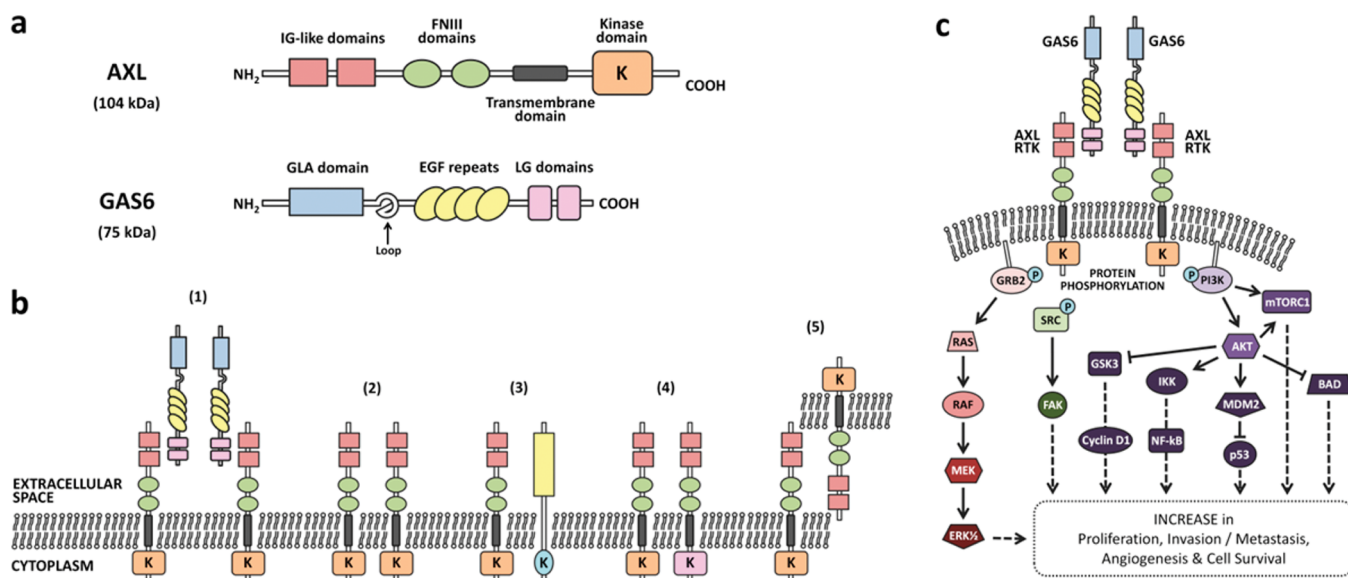 a
IG-like domains
FNIII
domains
Kinase
domain
AXL
(104 kDa)
NH2
K
COOH
Transmembrane
domain
GLA domain
EGF repeats
LG domains
GAS6
(75 kDa)
NH2
COOH
Loop
b
(1)
(2)
(3)
(4)
(5)
K
EXTRACELLULAR
SPACE
CYTOPLASM
K
K
K
K
K
K
K
K
K
c
GAS6
GAS6
AXL
RTK
AXL
RTK
K
K
GRB2
P
PROTEIN
PHOSPHORYLATION
P
PI3K
mTORC1
SRC
P
RAS
GSK3
AKT
IKK
BAD
RAF
FAK
MDM2
Cyclin D1
NF-kB
p53
MEK
ERK½
INCREASE in
Proliferation, Invasion / Metastasis,
Angiogenesis & Cell Survival